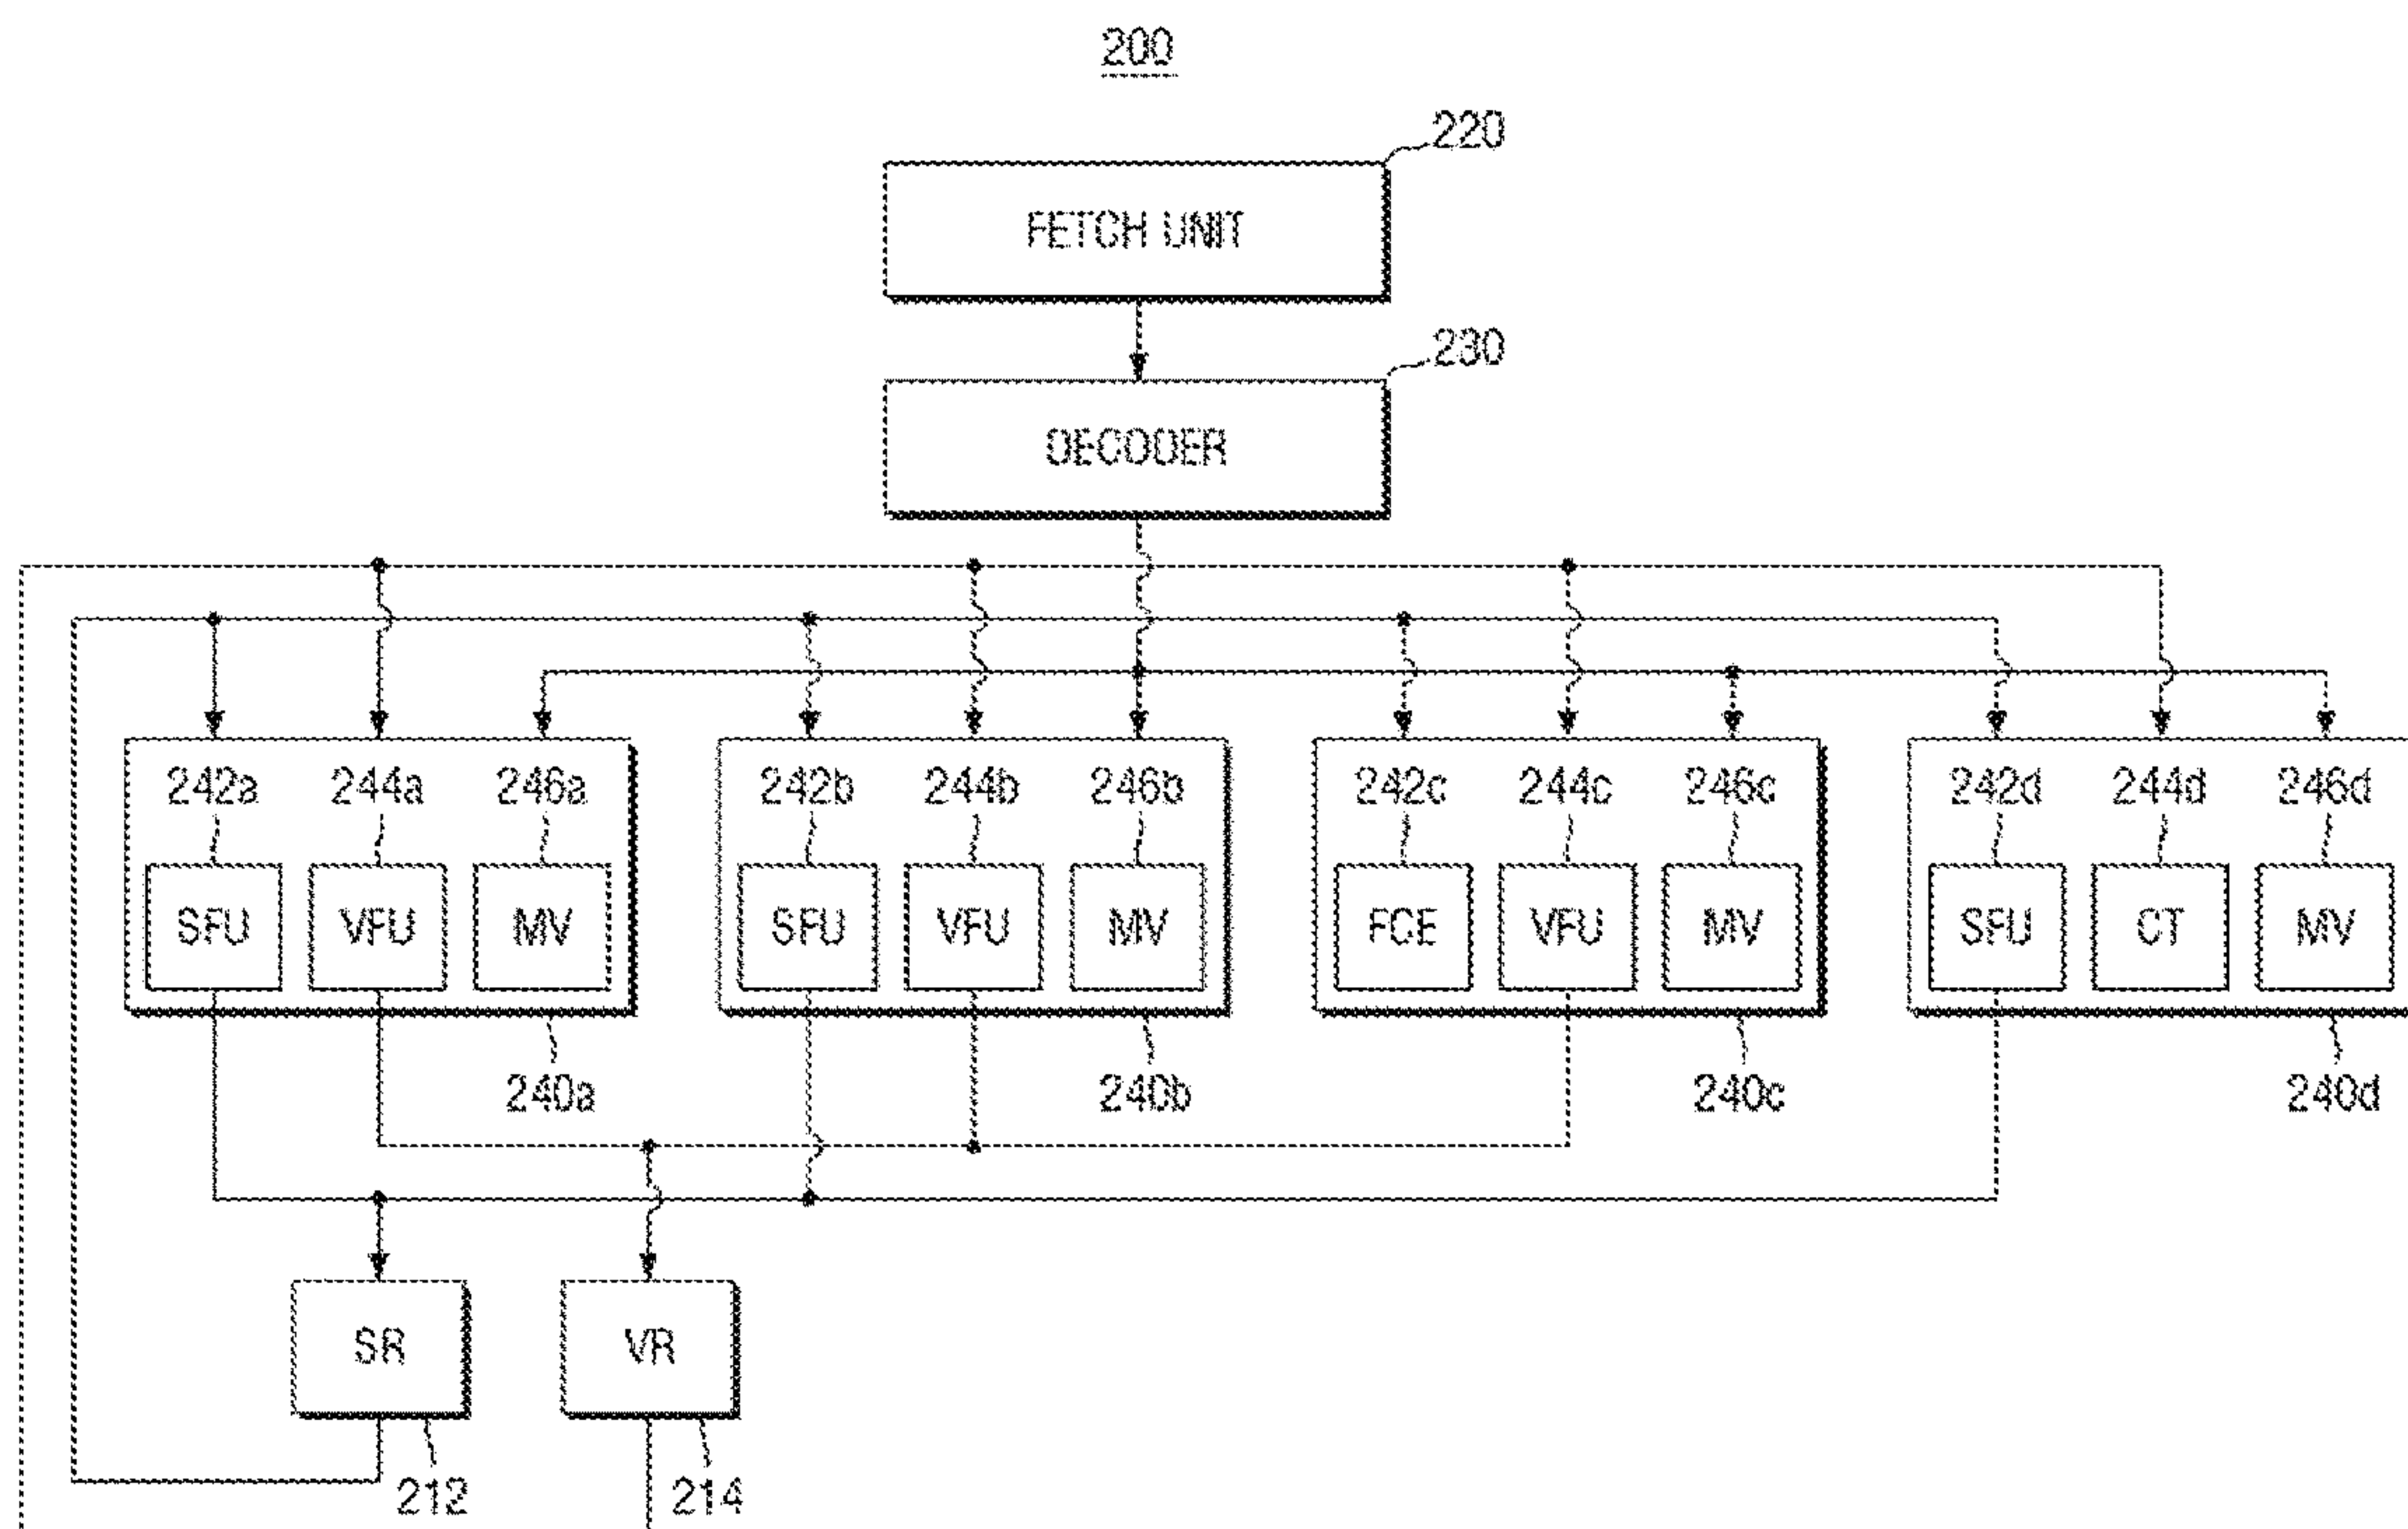 200
220
FETCH UNIT
230
DECODER
242a 244a 246a 242b 244b 246b 242c 244c 246c 242d 244d 246d
SFU VFU MV SFU VFU MV FCE VFU MV SFU CT MV
240a 240b 240c 240d
SR VR
212 214